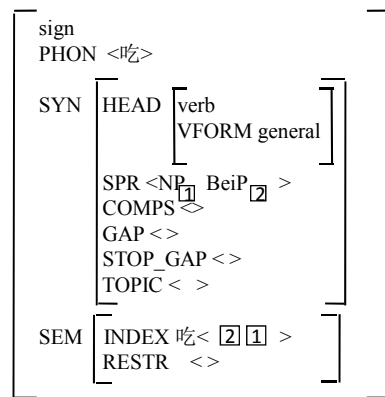 sign
PHON <吃>
SYN HEAD verb
VFORM general
SPR <NP1 BeiP2 >
COMPS <>
GAP < >
STOP_GAP < >
TOPIC < >
SEM INDEX 吃< 2 1 >
RESTR < >